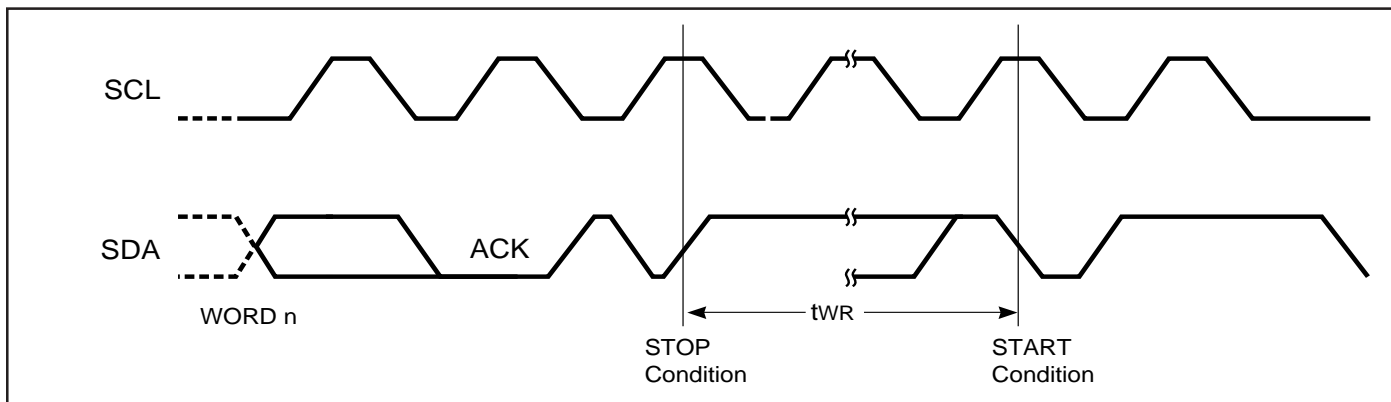 SCL
SDA
ACK
WORD n
tWR
STOP
Condition
START
Condition